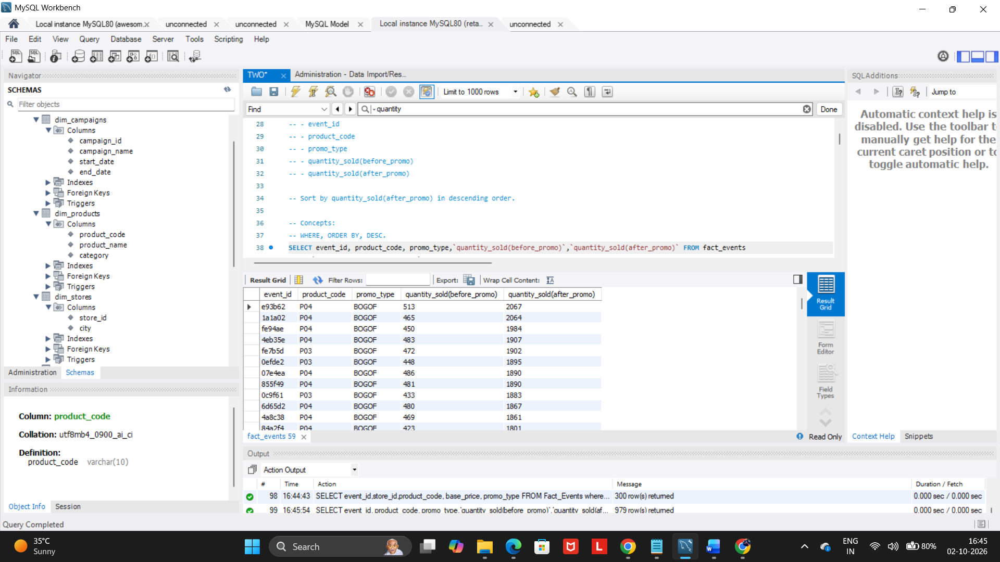 MySQL Workbench
Local instance MySQL80 (awesom...
unconnected
unconnected
MySQL Model
Local instance MySQL80 (reta...
unconnected
File Edit View Query Database Server Tools Scripting Help
Navigator
SCHEMAS
Filter objects
dim_campaigns
Columns
campaign_id
campaign_name
start_date
end_date
Indexes
Foreign Keys
Triggers
dim_products
Columns
product_code
product_name
category
Indexes
Foreign Keys
Triggers
dim_stores
Columns
store_id
city
Indexes
Foreign Keys
Triggers
Administration Schemas
Information
Column: product_code
Collation: utf8mb4_0900_ai_ci
Definition:
product_code varchar(10)
Object Info Session
Query Completed
TWO*
Administration - Data Import/Res...
Limit to 1000 rows
Find
quantity
Done
28 -- - event_id
29 -- - product_code
30 -- - promo_type
31 -- - quantity_sold(before_promo)
32 -- - quantity_sold(after_promo)
33
34 -- Sort by quantity_sold(after_promo) in descending order.
35
36 -- Concepts:
37 -- WHERE, ORDER BY, DESC.
38 SELECT event_id, product_code, promo_type,`quantity_sold(before_promo)`,`quantity_sold(after_promo)` FROM fact_events
Result Grid Filter Rows: Export: Wrap Cell Content:
event_id product_code promo_type quantity_sold(before_promo) quantity_sold(after_promo)
e93b62 P04 BOGOF 513 2067
1a1a02 P04 BOGOF 465 2064
fe94ae P04 BOGOF 450 1984
4eb35e P04 BOGOF 483 1907
fe7b5d P03 BOGOF 472 1902
0efde2 P03 BOGOF 448 1895
07e4ea P04 BOGOF 486 1890
855f49 P04 BOGOF 481 1890
0c9f61 P03 BOGOF 433 1883
6d65d2 P04 BOGOF 480 1867
4a8c38 P04 BOGOF 469 1861
84a2f4 P04 BOGOF 423 1801
Result Grid
Form Editor
Field Types
fact_events 59
Read Only
Output
Action Output
# Time Action Message Duration / Fetch
98 16:44:43 SELECT event_id,store_id,product_code, base_price, promo_type FROM Fact_Events where... 300 row(s) returned 0.000 sec / 0.000 sec
99 16:45:54 SELECT event_id, product_code, promo_type,`quantity_sold(before_promo)`,`quantity_sold(af... 979 row(s) returned 0.000 sec / 0.000 sec
SQLAdditions
Jump to
Automatic context help is
disabled. Use the toolbar t
manually get help for the
current caret position or to
toggle automatic help.
Context Help Snippets
35°C
Sunny
Search
ENG
IN
80%
16:45
02-10-2026